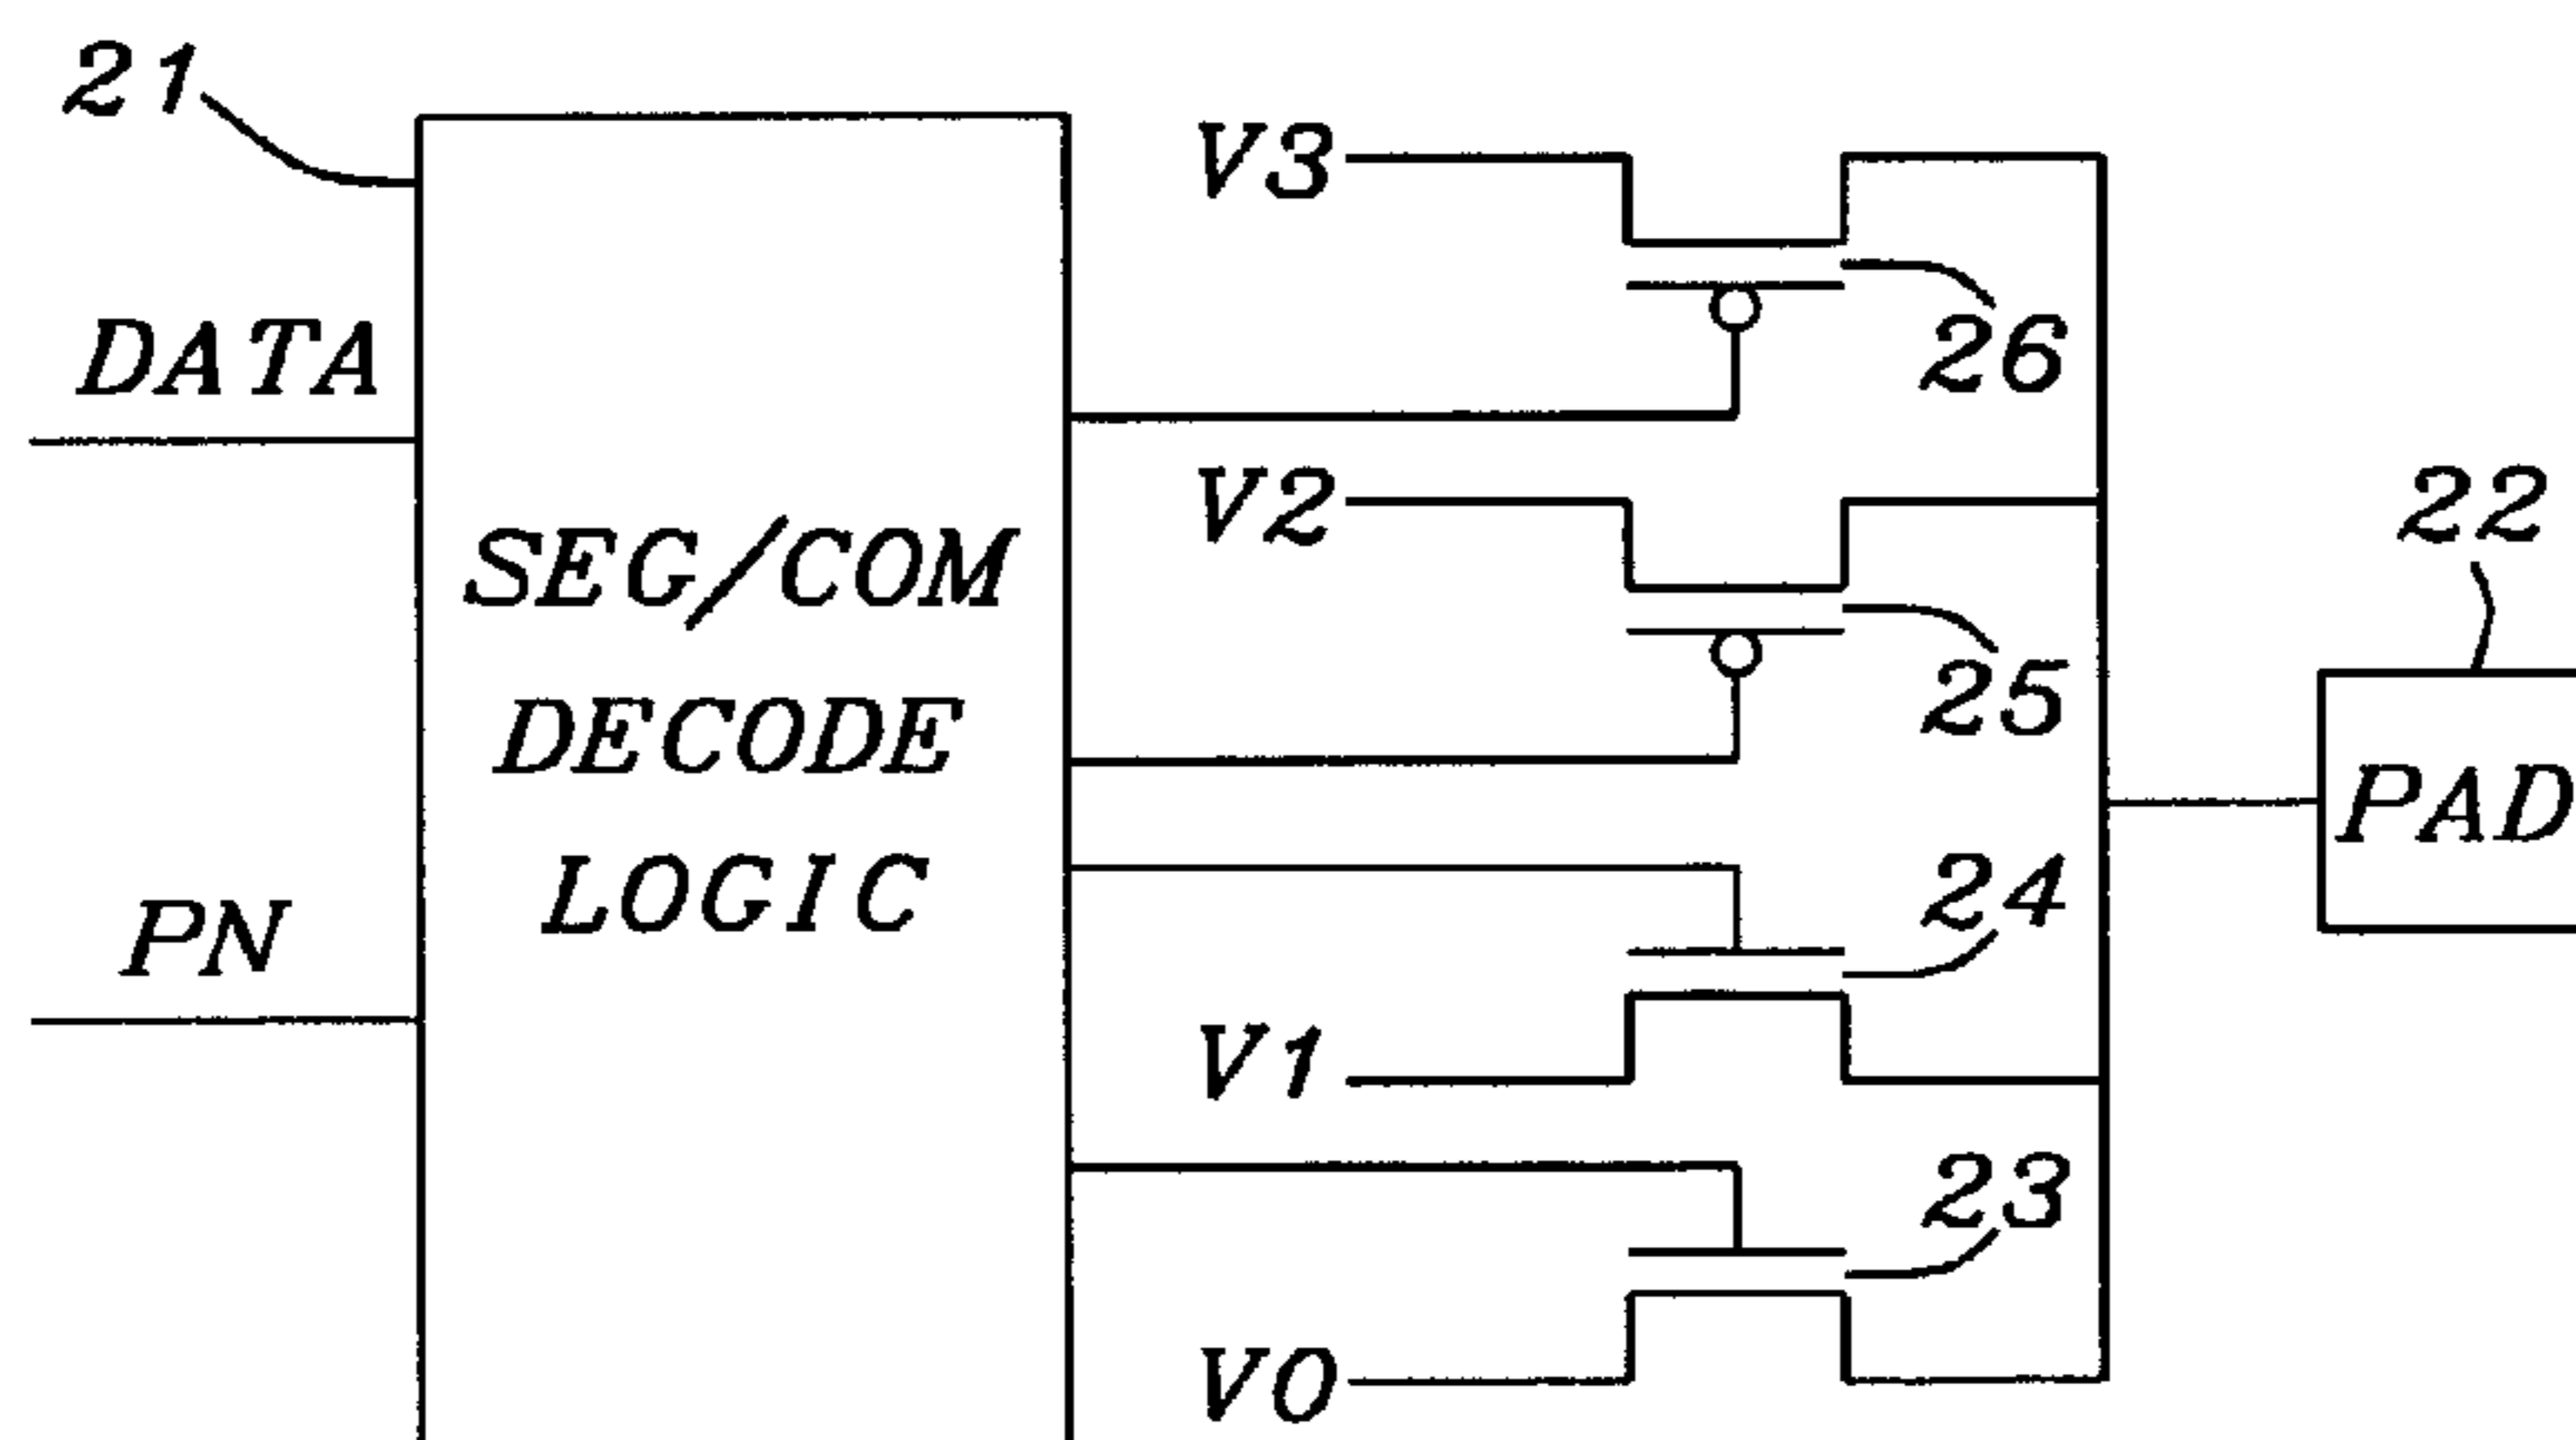 21
DATA
PN
SEG/COM
DECODE
LOGIC
V3
26
V2
25
24
V1
23
V0
22
PAD